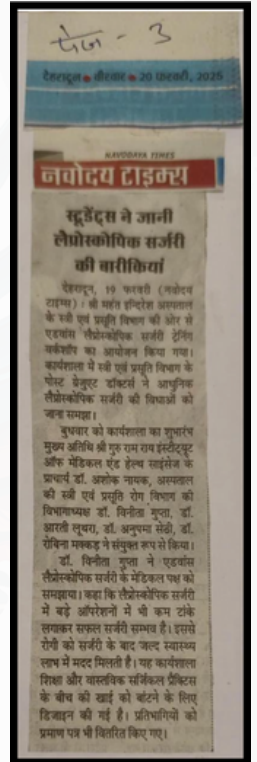 पेज - 3
देहरादून ● वीरवार ● 20 फरवरी, 2025
NAVODAYA TIMES
नवोदय टाइम्स
स्टूडेंट्स ने जानी
लैप्रोस्कोपिक सर्जरी
की बारीकियां
देहरादून, 19 फरवरी (नवोदय
टाइम्स) : श्री महंत इन्दिरेश अस्पताल
के स्त्री एवं प्रसूति विभाग की ओर से
एडवांस लैप्रोस्कोपिक सर्जरी ट्रेनिंग
वर्कशॉप का आयोजन किया गया।
कार्यशाला में स्त्री एवं प्रसूति विभाग के
पोस्ट ग्रेजुएट डॉक्टर्स ने आधुनिक
लैप्रोस्कोपिक सर्जरी की विधाओं को
जाना समझा।
बुधवार को कार्यशाला का शुभारंभ
मुख्य अतिथि श्री गुरु राम राय इंस्टीट्यूट
ऑफ मेडिकल एंड हेल्थ साइंसेज के
प्राचार्य डॉ. अशोक नायक, अस्पताल
की स्त्री एवं प्रसूति रोग विभाग की
विभागाध्यक्ष डॉ. विनीता गुप्ता, डॉ.
आरती लूथरा, डॉ. अनुपमा सेठी, डॉ.
रोबिना मक्कड़ ने संयुक्त रूप से किया।
डॉ. विनीता गुप्ता ने एडवांस
लैप्रोस्कोपिक सर्जरी के मेडिकल पक्ष को
समझाया। कहा कि लैप्रोस्कोपिक सर्जरी
में बड़े ऑपरेशनों में भी कम टांके
लगाकर सफल सर्जरी सम्भव है। इससे
रोगी को सर्जरी के बाद जल्द स्वास्थ्य
लाभ में मदद मिलती है। यह कार्यशाला
शिक्षा और वास्तविक सर्जिकल प्रैक्टिस
के बीच की खाई को बांटने के लिए
डिजाइन की गई है। प्रतिभागियों को
प्रमाण पत्र भी वितरित किए गए।